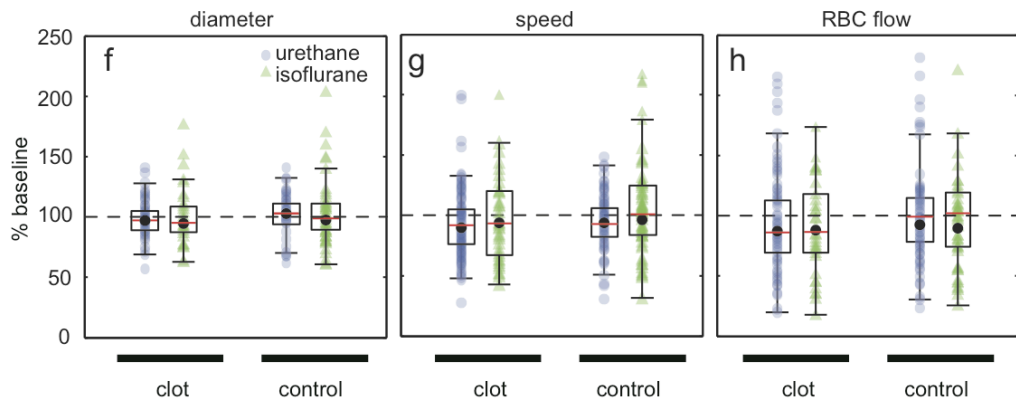 diameter speed RBC flow
250 f urethane g h
isoflurane
200
150
% baseline
100
50
0
clot control clot control clot control